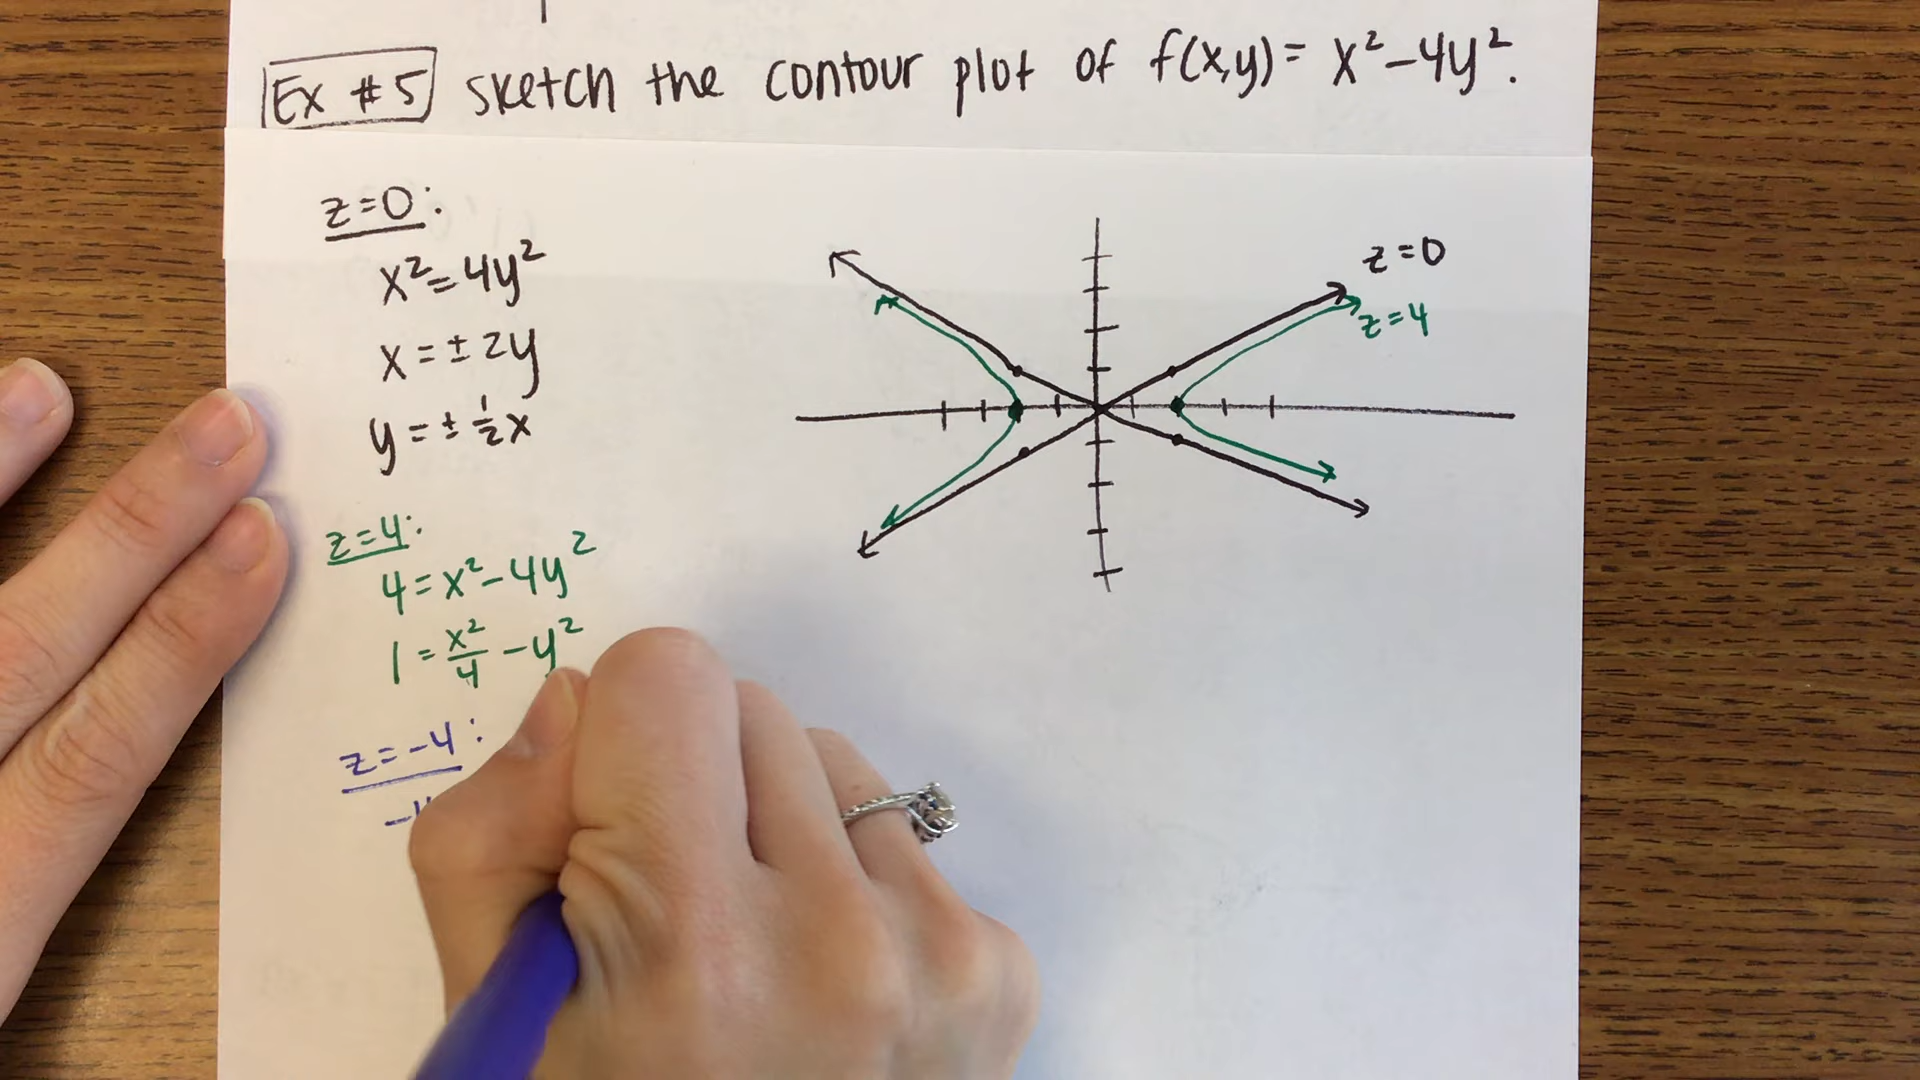 Ex #5 sketch the contour plot of f(x,y)= x²-4y².
z=0:
x²=4y²
x=±2y
y=±½x
z=0
z=4
z=4:
4=x²-4y²
1=x²/4-y²
z=-4: